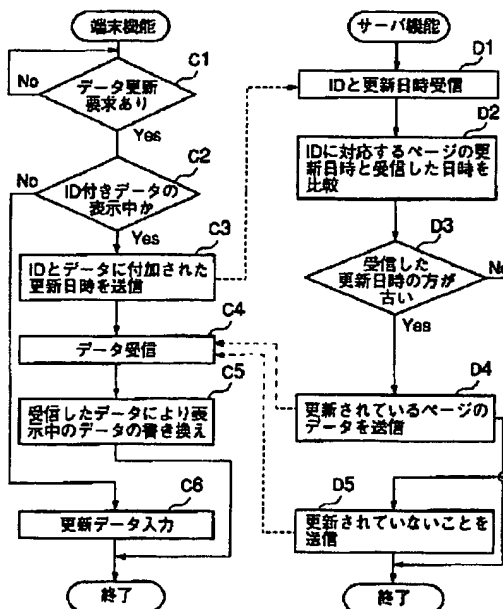 端末機能
C1
No
データ更新
要求あり
Yes
C2
No
ID付きデータの
表示中か
Yes
C3
IDとデータに付加された
更新日時を送信
C4
データ受信
C5
受信したデータにより表
示中のデータの書き換え
C6
更新データ入力
終了
サーバ機能
D1
IDと更新日時受信
D2
IDに対応するページの更
新日時と受信した日時を
比較
D3
受信した
更新日時の方が
古い
No
Yes
D4
更新されているページの
データを送信
D5
更新されていないことを
送信
終了